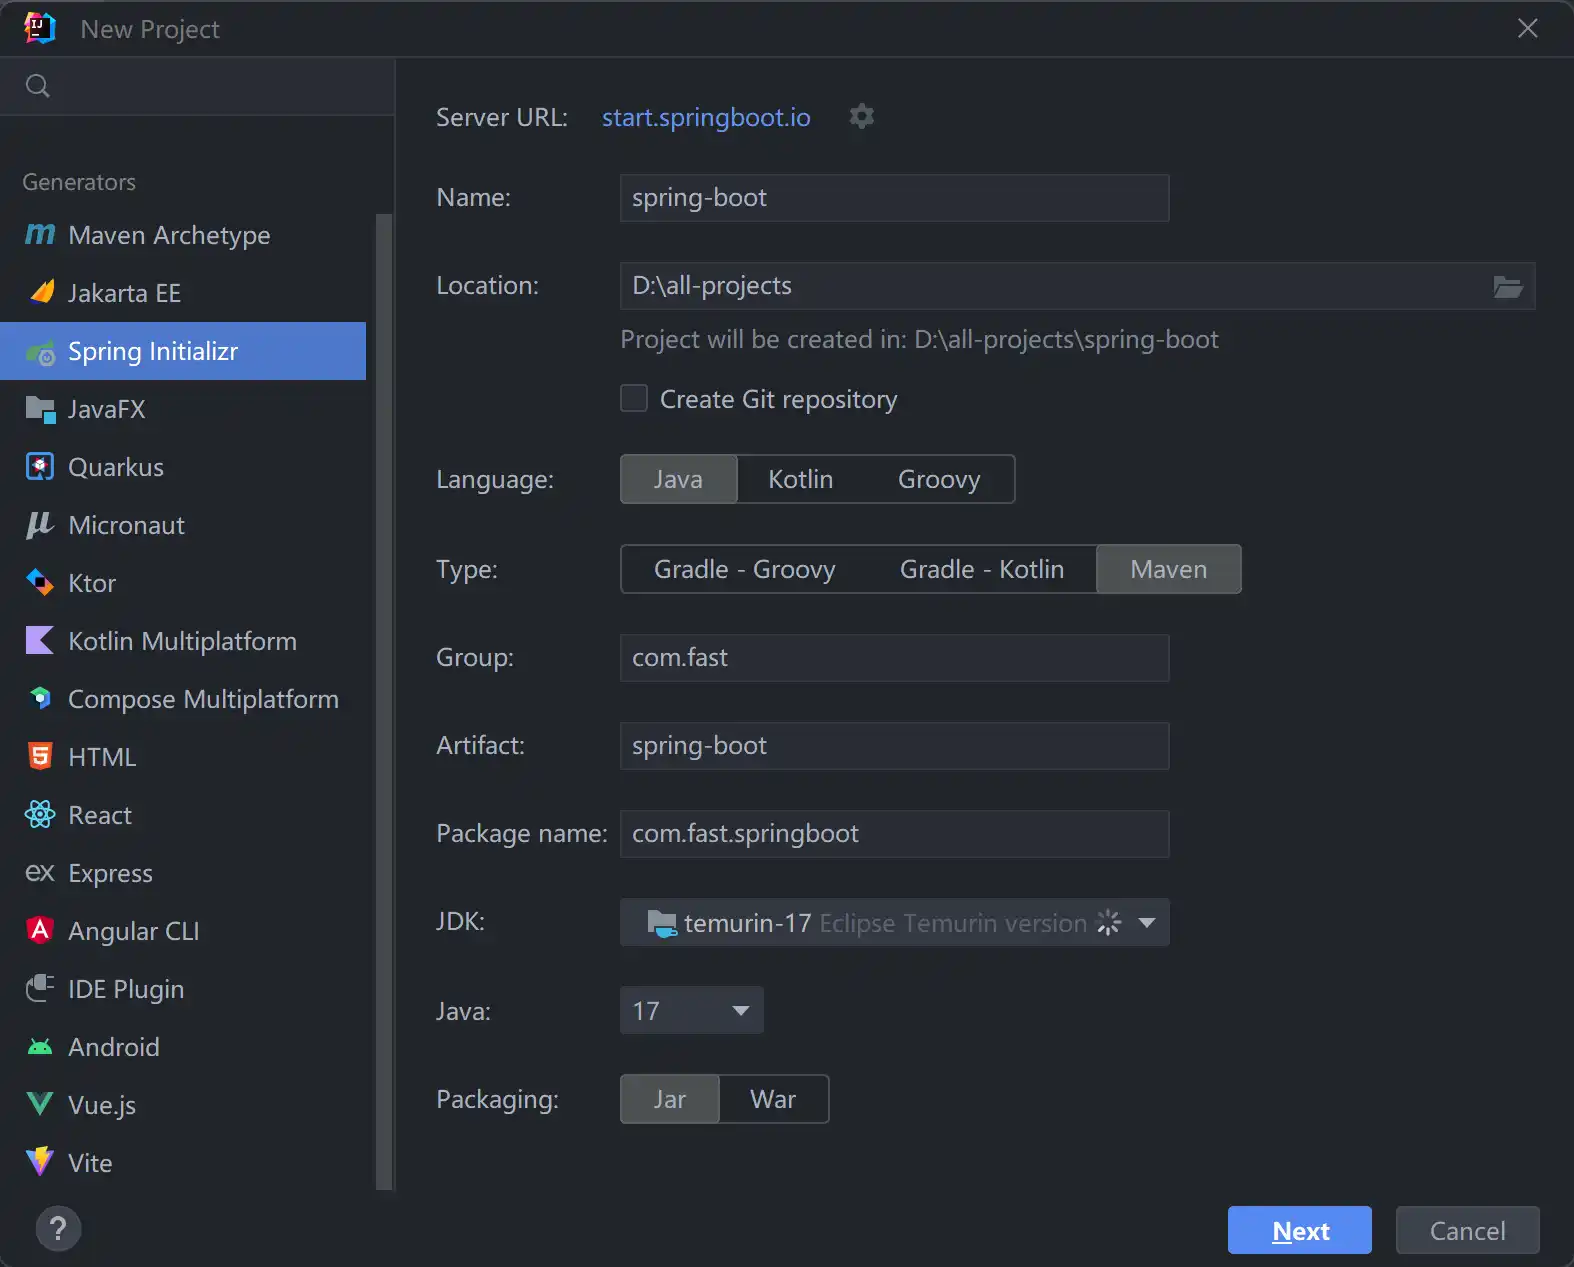 New Project
Generators
Maven Archetype
Jakarta EE
Spring Initializr
JavaFX
Quarkus
Micronaut
Ktor
Kotlin Multiplatform
Compose Multiplatform
HTML
React
Express
Angular CLI
IDE Plugin
Android
Vue.js
Vite
Server URL: start.springboot.io
Name: spring-boot
Location: D:\all-projects
Project will be created in: D:\all-projects\spring-boot
Create Git repository
Language: Java Kotlin Groovy
Type: Gradle - Groovy Gradle - Kotlin Maven
Group: com.fast
Artifact: spring-boot
Package name: com.fast.springboot
JDK: temurin-17 Eclipse Temurin version
Java: 17
Packaging: Jar War
? Next Cancel